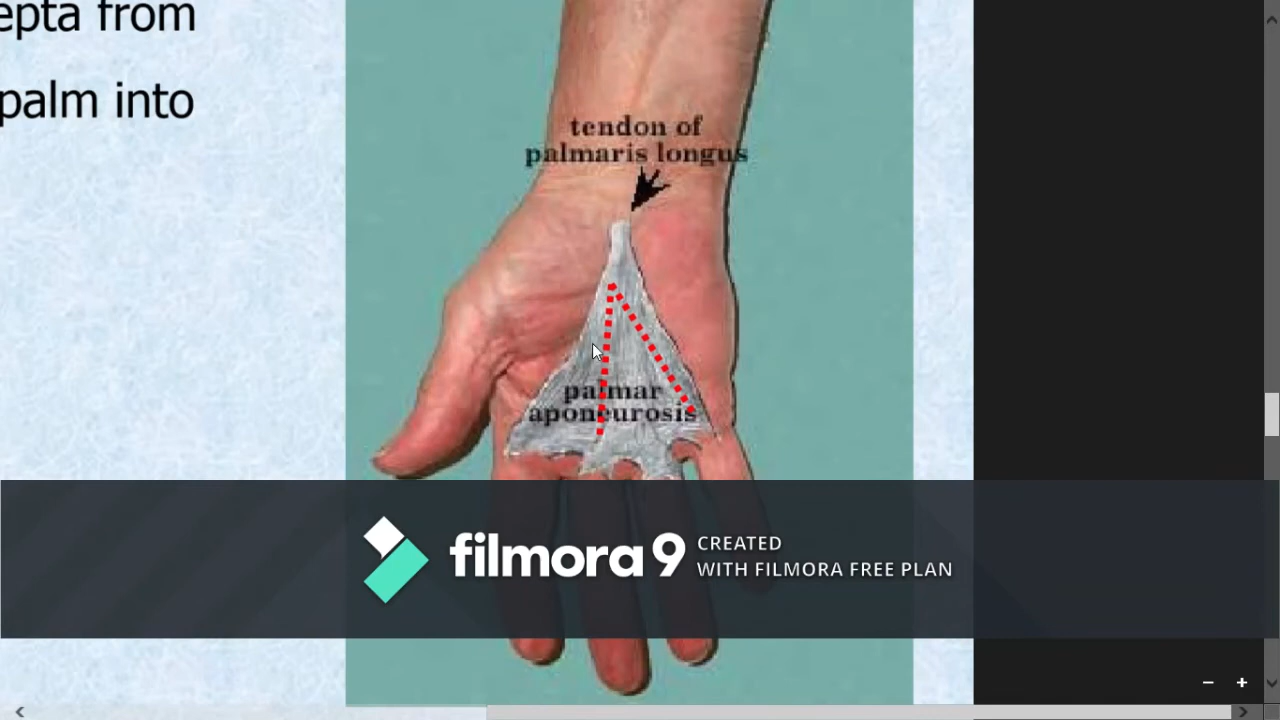 epta from
palm into
tendon of
palmaris longus
palmar
aponeurosis
filmora 9
CREATED
WITH FILMORA FREE PLAN